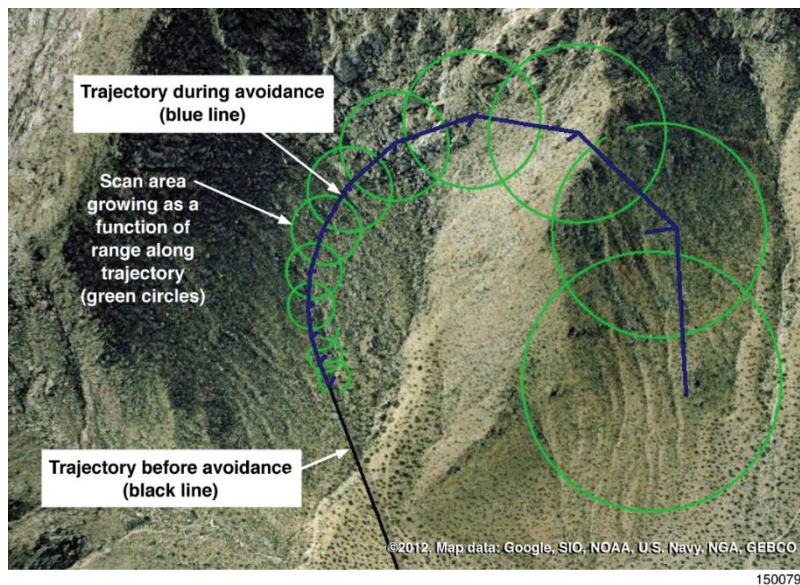 Trajectory during avoidance
(blue line)
Scan area
growing as a
function of
range along
trajectory
(green circles)
Trajectory before avoidance
(black line)
©2012, Map data: Google, SIO, NOAA, U.S. Navy, NGA, GEBCO
150079